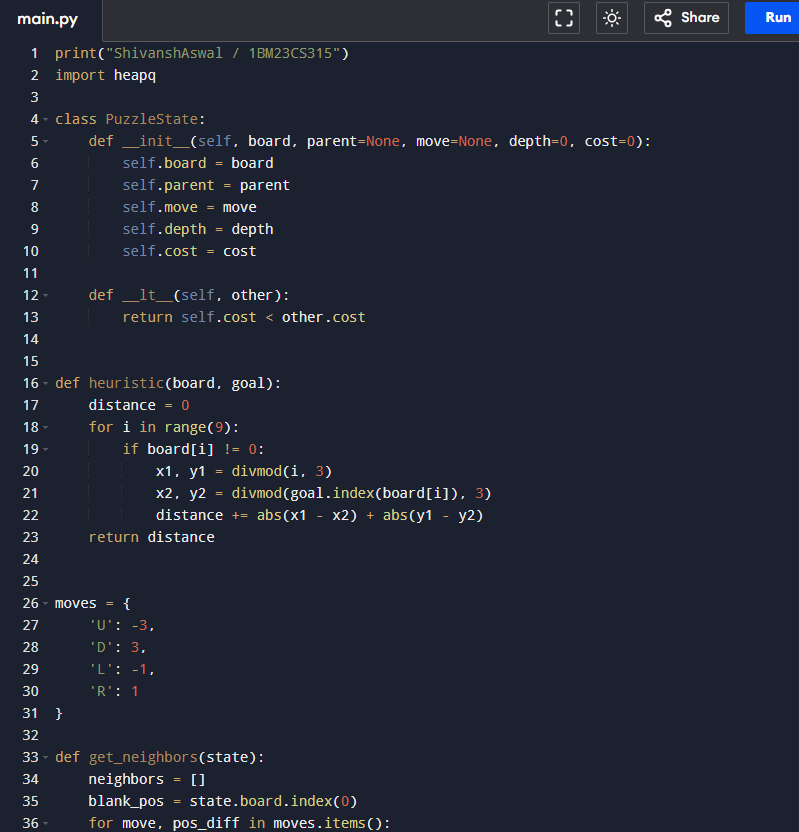 main.py
Share
Run
1 print("ShivanshAswal / 1BM23CS315")
2 import heapq
3
4 class PuzzleState:
5     def __init__(self, board, parent=None, move=None, depth=0, cost=0):
6         self.board = board
7         self.parent = parent
8         self.move = move
9         self.depth = depth
10         self.cost = cost
11
12     def __lt__(self, other):
13         return self.cost < other.cost
14
15
16 def heuristic(board, goal):
17     distance = 0
18     for i in range(9):
19         if board[i] != 0:
20             x1, y1 = divmod(i, 3)
21             x2, y2 = divmod(goal.index(board[i]), 3)
22             distance += abs(x1 - x2) + abs(y1 - y2)
23     return distance
24
25
26 moves = {
27     'U': -3,
28     'D': 3,
29     'L': -1,
30     'R': 1
31 }
32
33 def get_neighbors(state):
34     neighbors = []
35     blank_pos = state.board.index(0)
36     for move, pos_diff in moves.items():